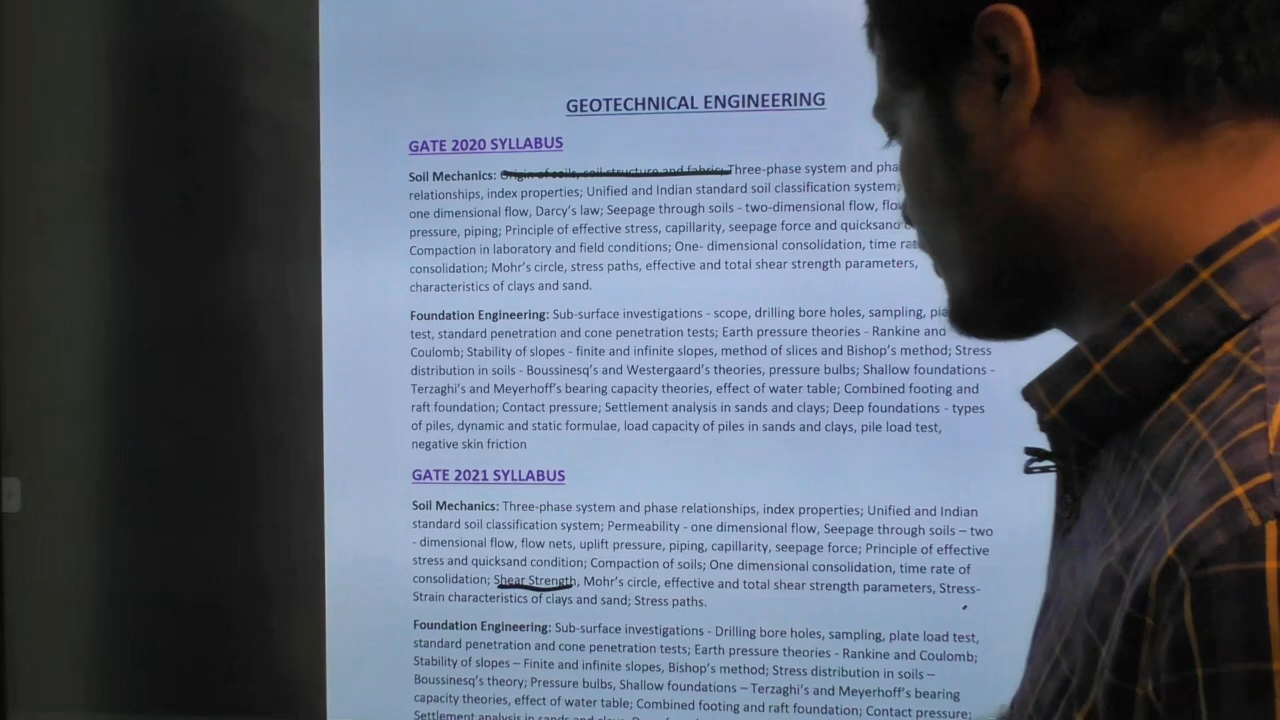 GEOTECHNICAL ENGINEERING
GATE 2020 SYLLABUS
Soil Mechanics: Origin of soils, soil structure and fabric; Three-phase system and
relationships, index properties; Unified and Indian standard soil classification system;
one dimensional flow, Darcy's law; Seepage through soils - two-dimensional flow,
pressure, piping; Principle of effective stress, capillarity, seepage force and quicksand
Compaction in laboratory and field conditions; One- dimensional consolidation, time
consolidation; Mohr's circle, stress paths, effective and total shear strength parameters,
characteristics of clays and sand.
Foundation Engineering: Sub-surface investigations - scope, drilling bore holes, sampling,
test, standard penetration and cone penetration tests; Earth pressure theories - Rankine and
Coulomb; Stability of slopes - finite and infinite slopes, method of slices and Bishop's method; Stress
distribution in soils - Boussinesq's and Westergaard's theories, pressure bulbs; Shallow foundations -
Terzaghi's and Meyerhoff's bearing capacity theories, effect of water table; Combined footing and
raft foundation; Contact pressure; Settlement analysis in sands and clays; Deep foundations - types
of piles, dynamic and static formulae, load capacity of piles in sands and clays, pile load test,
negative skin friction
GATE 2021 SYLLABUS
Soil Mechanics: Three-phase system and phase relationships, index properties; Unified and Indian
standard soil classification system; Permeability - one dimensional flow, Seepage through soils – two
- dimensional flow, flow nets, uplift pressure, piping, capillarity, seepage force; Principle of effective
stress and quicksand condition; Compaction of soils; One dimensional consolidation, time rate of
consolidation; Shear Strength, Mohr's circle, effective and total shear strength parameters, Stress-
Strain characteristics of clays and sand; Stress paths.
Foundation Engineering: Sub-surface investigations - Drilling bore holes, sampling, plate load test,
standard penetration and cone penetration tests; Earth pressure theories - Rankine and Coulomb;
Stability of slopes – Finite and infinite slopes, Bishop's method; Stress distribution in soils –
Boussinesq's theory; Pressure bulbs, Shallow foundations – Terzaghi's and Meyerhoff's bearing
capacity theories, effect of water table; Combined footing and raft foundation; Contact pressure;
Settlement analysis in sands and